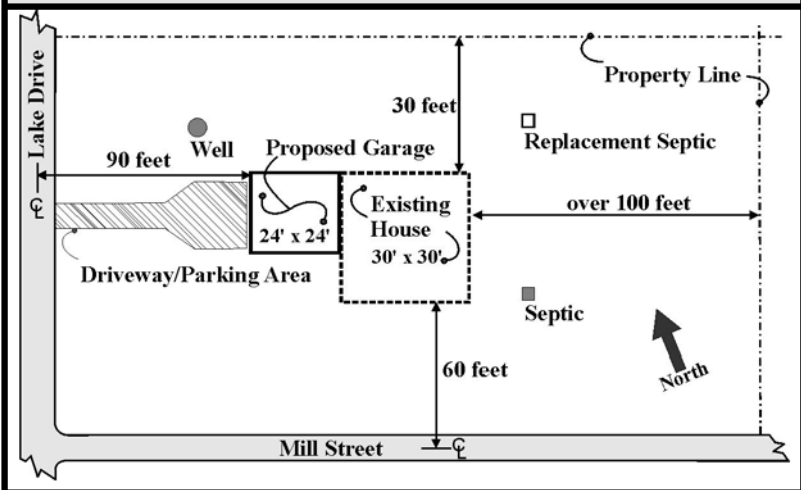 Lake Drive
Property Line
30 feet
Replacement Septic
Well
Proposed Garage
90 feet
℄
Existing
House
30' x 30'
24' x 24'
over 100 feet
Driveway/Parking Area
Septic
60 feet
North
Mill Street
℄